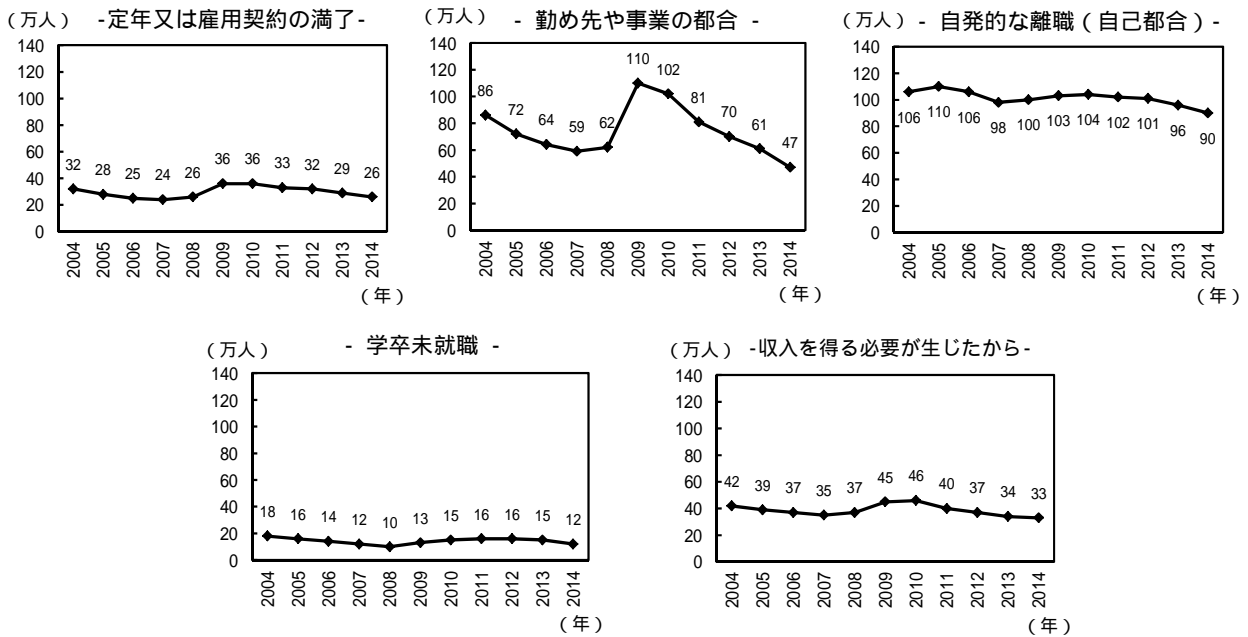 （万人） -定年又は雇用契約の満了-
140
120
100
80
60
40
20
0
32 28 25 24 26 36 36 33 32 29 26
2004 2005 2006 2007 2008 2009 2010 2011 2012 2013 2014
（年）
（万人） - 勤め先や事業の都合 -
140
120
100
80
60
40
20
0
86 72 64 59 62 110 102 81 70 61 47
2004 2005 2006 2007 2008 2009 2010 2011 2012 2013 2014
（年）
（万人） - 自発的な離職（自己都合）-
140
120
100
80
60
40
20
0
106 110 106 98 100 103 104 102 101 96 90
2004 2005 2006 2007 2008 2009 2010 2011 2012 2013 2014
（年）
（万人） - 学卒未就職 -
140
120
100
80
60
40
20
0
18 16 14 12 10 13 15 16 16 15 12
2004 2005 2006 2007 2008 2009 2010 2011 2012 2013 2014
（年）
（万人） -収入を得る必要が生じたから-
140
120
100
80
60
40
20
0
42 39 37 35 37 45 46 40 37 34 33
2004 2005 2006 2007 2008 2009 2010 2011 2012 2013 2014
（年）